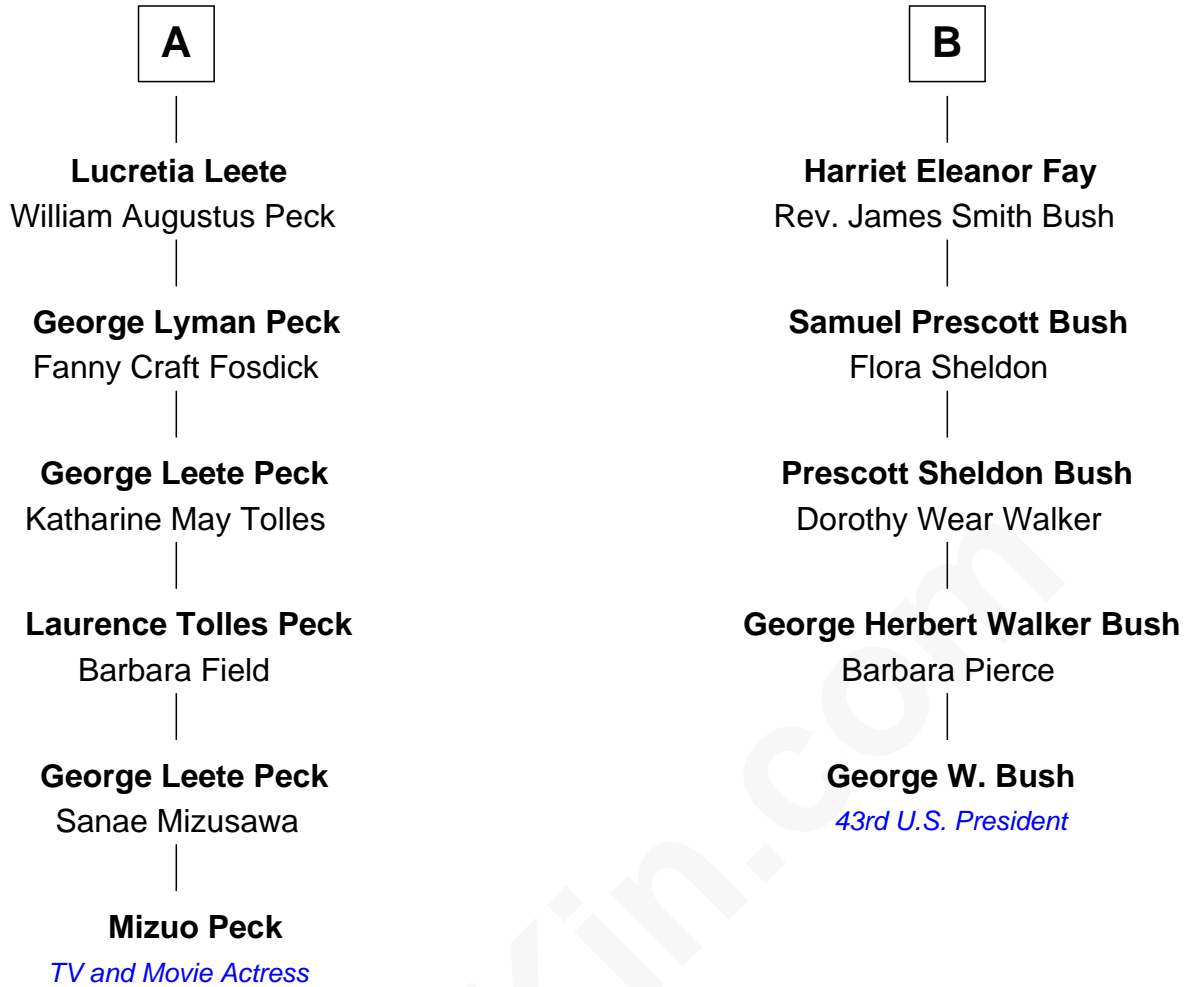 A
Lucretia Leete
William Augustus Peck
George Lyman Peck
Fanny Craft Fosdick
George Leete Peck
Katharine May Tolles
Laurence Tolles Peck
Barbara Field
George Leete Peck
Sanae Mizusawa
Mizuo Peck
TV and Movie Actress
B
Harriet Eleanor Fay
Rev. James Smith Bush
Samuel Prescott Bush
Flora Sheldon
Prescott Sheldon Bush
Dorothy Wear Walker
George Herbert Walker Bush
Barbara Pierce
George W. Bush
43rd U.S. President
Kin.com